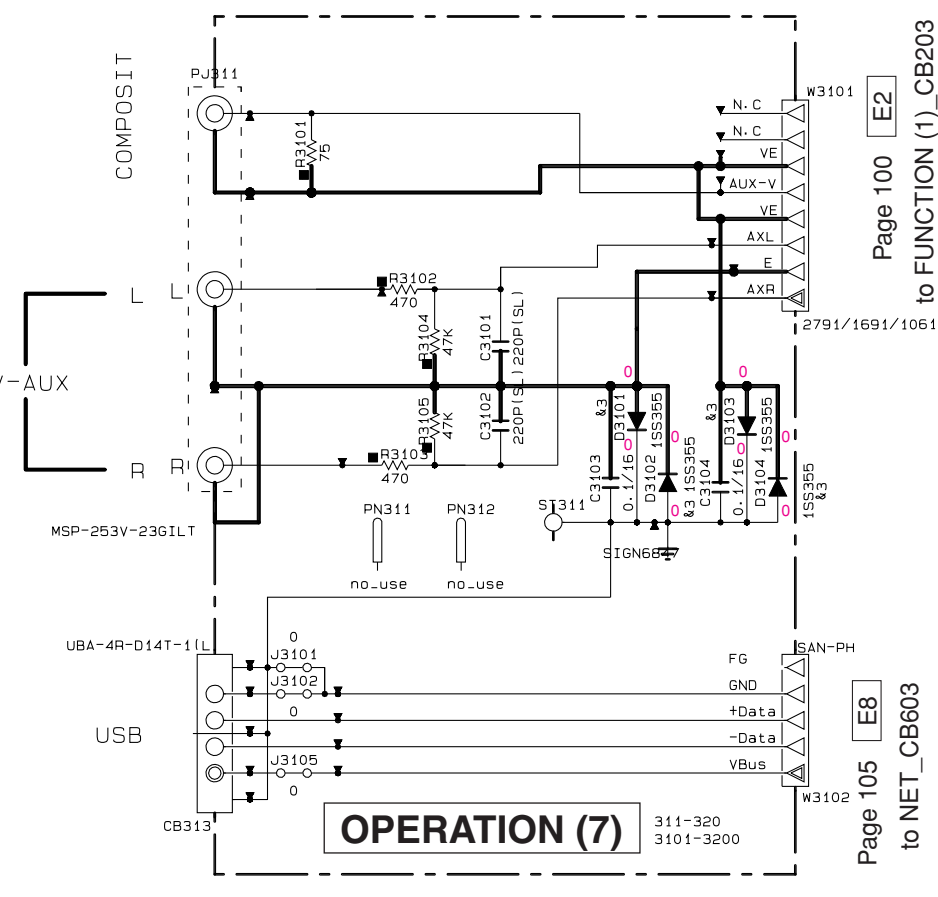 COMPOSIT
PJ311
R3101
75
W3101
N.C
N.C
VE
AUX-V
VE
AXL
E
AXR
2791/1691/1061
Page 100 E2
to FUNCTION (1)_CB203
L
L
R3102
470
R3104
47K
C3101
220P(SL)
-AUX
R3105
47K
C3102
220P(SL)
R
R
R3103
470
MSP-253V-23GILT
0
&3
D3101
1SS355
0
C3103
0.1/16
D3102
&3 1SS355
0
0
0
&3
D3103
1SS355
0
C3104
0.1/16
D3104
1SS355
&3
0
0
PN311
no_use
PN312
no_use
ST311
UBA-4R-D14T-1(L
USB
CB313
0
J3101
J3102
0
J3105
0
SAN-PH
FG
GND
+Data
-Data
VBus
W3102
Page 105 E8
to NET_CB603
OPERATION (7)
311-320
3101-3200